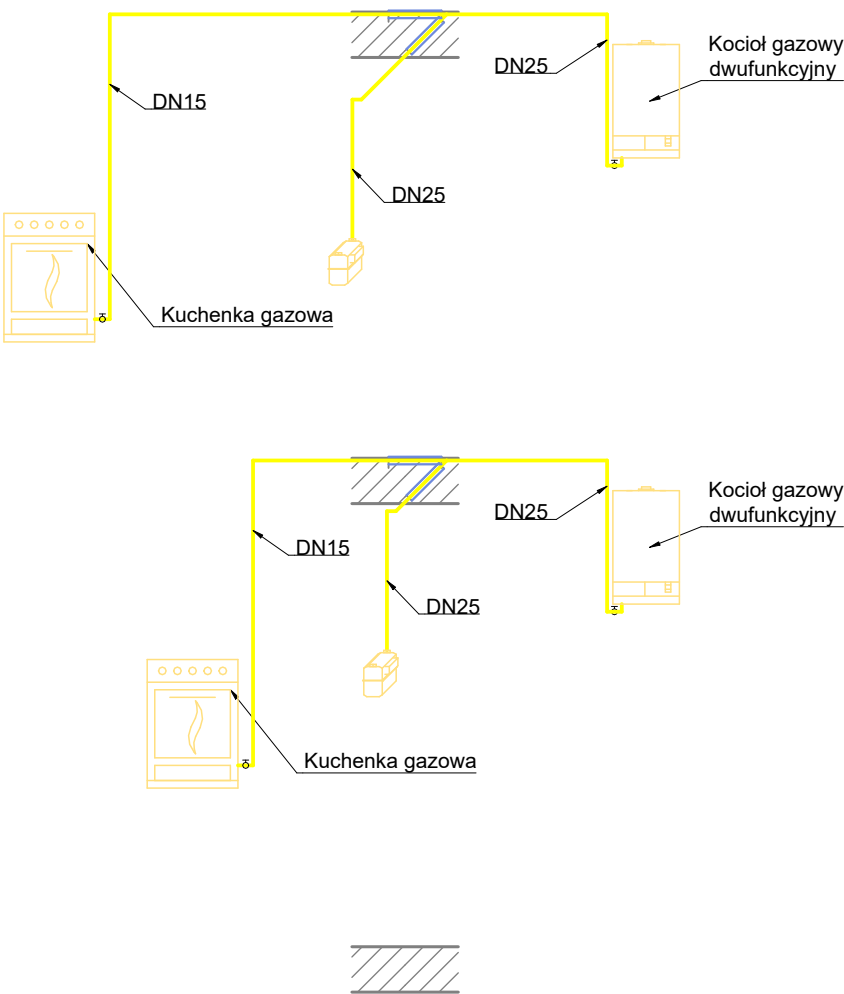 Kocioł gazowy
dwufunkcyjny
DN25
DN15
DN25
Kuchenka gazowa
Kocioł gazowy
dwufunkcyjny
DN25
DN15
DN25
Kuchenka gazowa